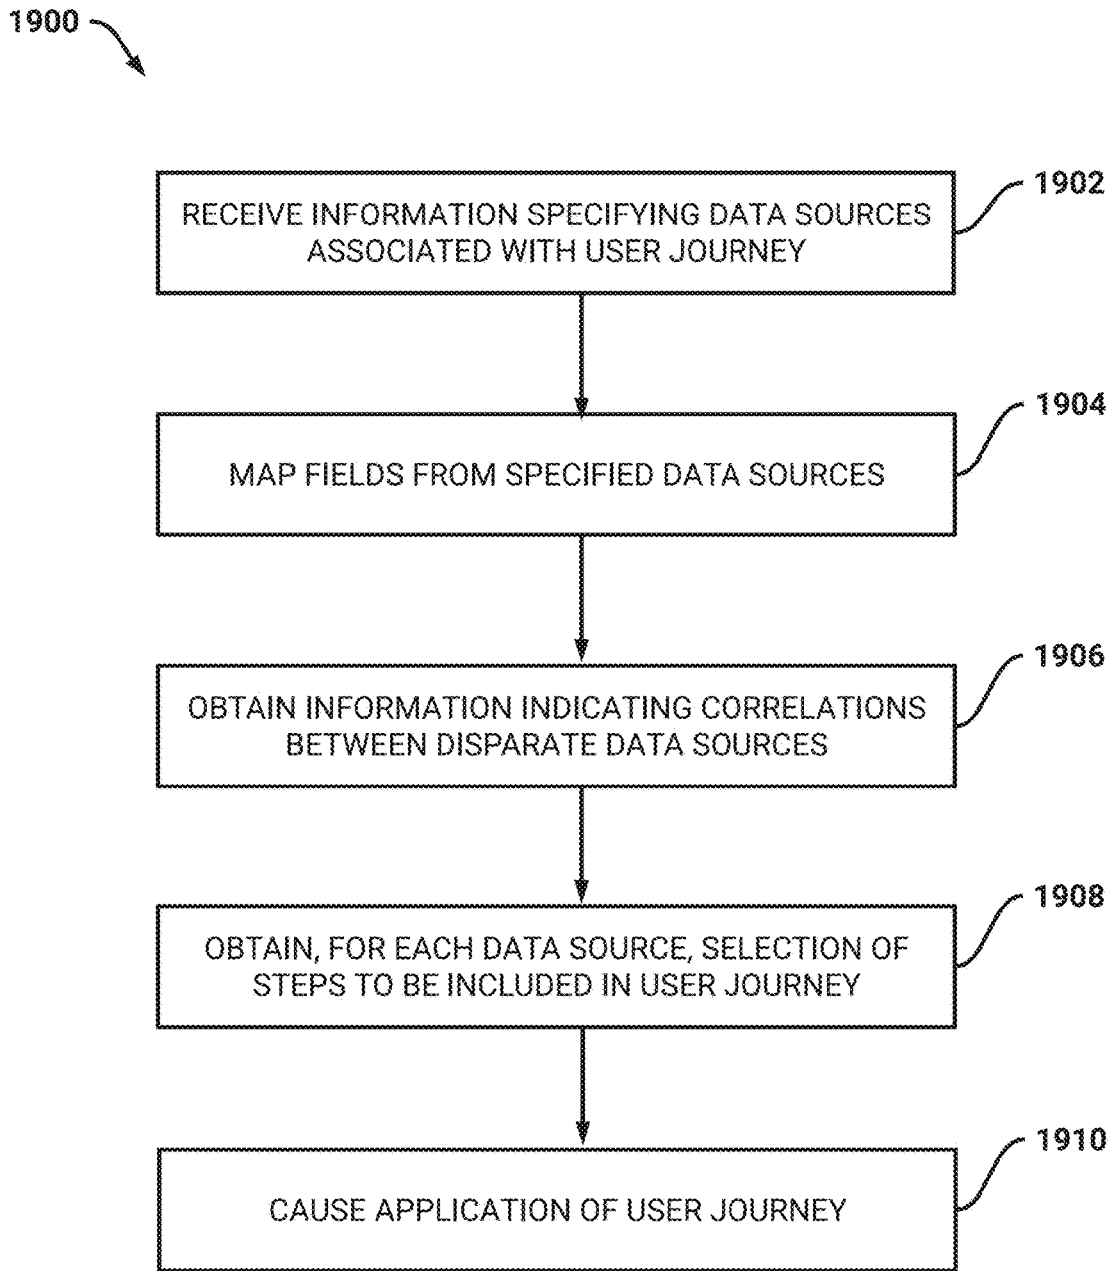 1900
1902
RECEIVE INFORMATION SPECIFYING DATA SOURCES
ASSOCIATED WITH USER JOURNEY
1904
MAP FIELDS FROM SPECIFIED DATA SOURCES
1906
OBTAIN INFORMATION INDICATING CORRELATIONS
BETWEEN DISPARATE DATA SOURCES
1908
OBTAIN, FOR EACH DATA SOURCE, SELECTION OF
STEPS TO BE INCLUDED IN USER JOURNEY
1910
CAUSE APPLICATION OF USER JOURNEY